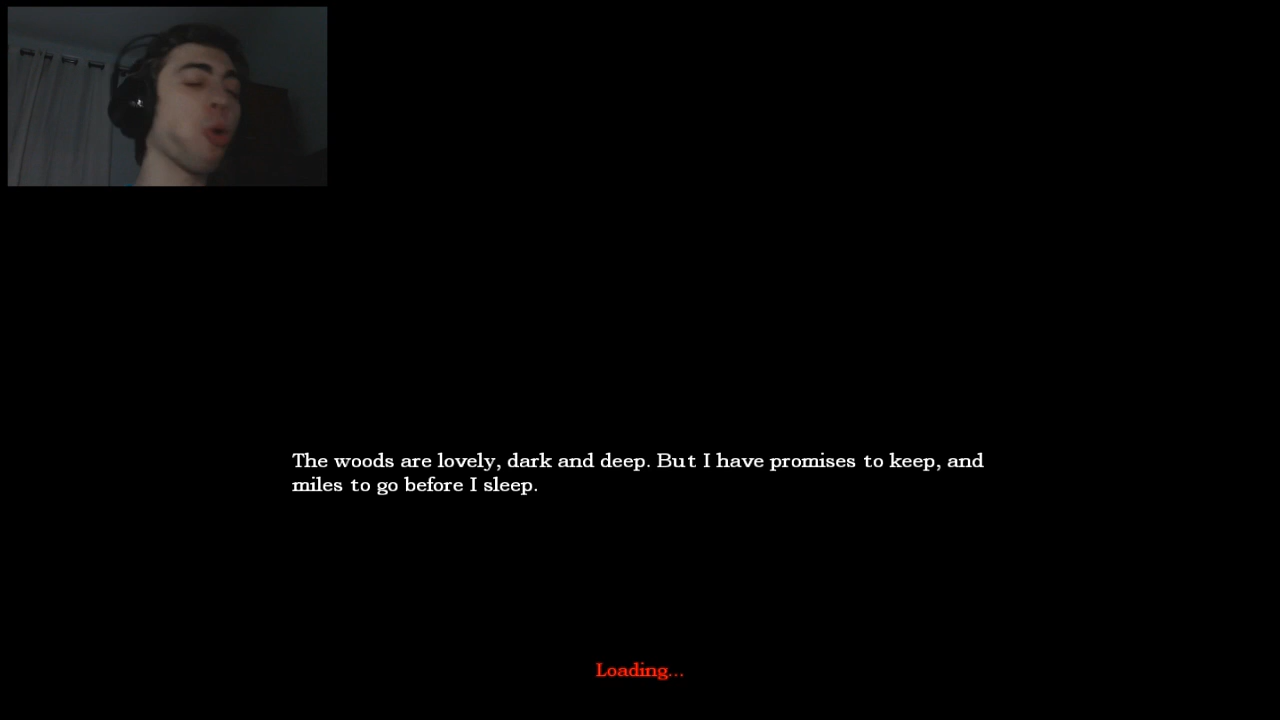 The woods are lovely, dark and deep. But I have promises to keep, and
miles to go before I sleep.
Loading...